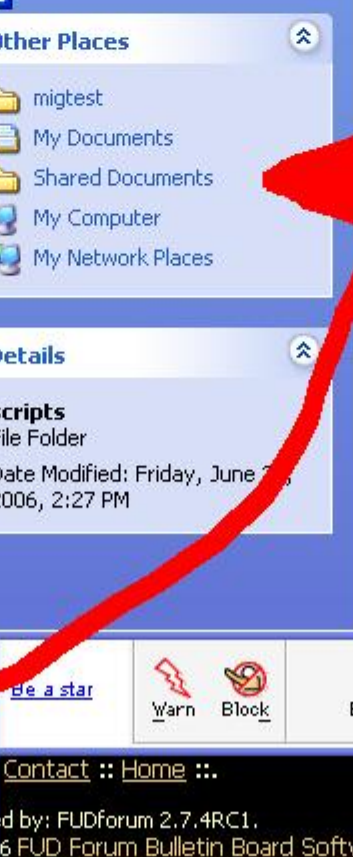 Other Places
migtest
My Documents
Shared Documents
My Computer
My Network Places
Details
scripts
File Folder
Date Modified: Friday, June
2006, 2:27 PM
Be a star
Warn Block
Contact :: Home ::.
ed by: FUDforum 2.7.4RC1.
6 FUD Forum Bulletin Board Softw